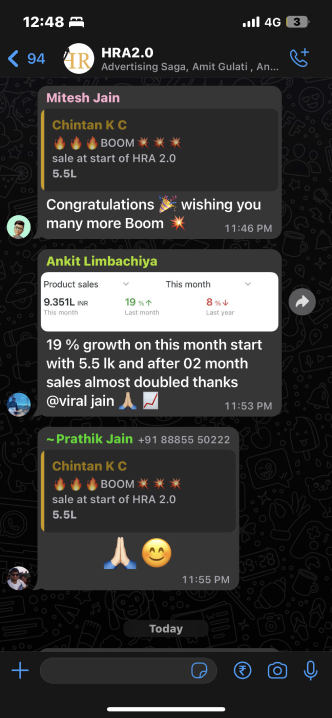 12:48
4G 3
94
HR
HRA2.0
Advertising Saga, Amit Gulati , An...
Mitesh Jain
Chintan K C
🔥🔥🔥BOOM💥💥💥
sale at start of HRA 2.0
5.5L
Congratulations 🎉 wishing you
many more Boom 💥
11:46 PM
Ankit Limbachiya
Product sales This month
9.351L INR 19 %↑ 8 %↓
This month Last month Last year
19 % growth on this month start
with 5.5 lk and after 02 month
sales almost doubled thanks
@viral jain 🙏🏻 📈
11:53 PM
~Prathik Jain +91 88855 50222
Chintan K C
🔥🔥🔥BOOM💥💥💥
sale at start of HRA 2.0
5.5L
🙏🏻😊
11:55 PM
Today
₹